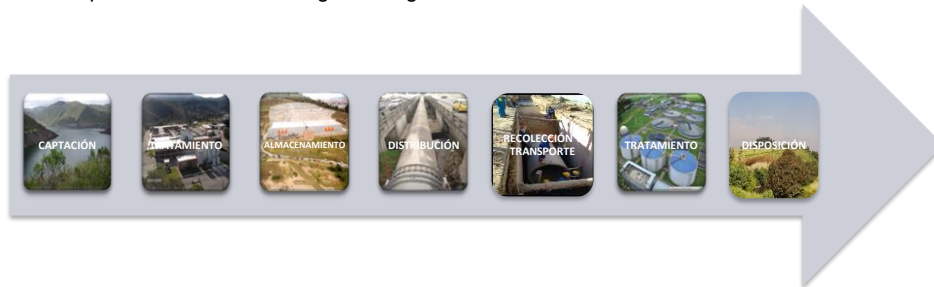 CAPTACIÓN
TRATAMIENTO
ALMACENAMIENTO
DISTRIBUCIÓN
RECOLECCIÓN
TRANSPORTE
TRATAMIENTO
DISPOSICIÓN